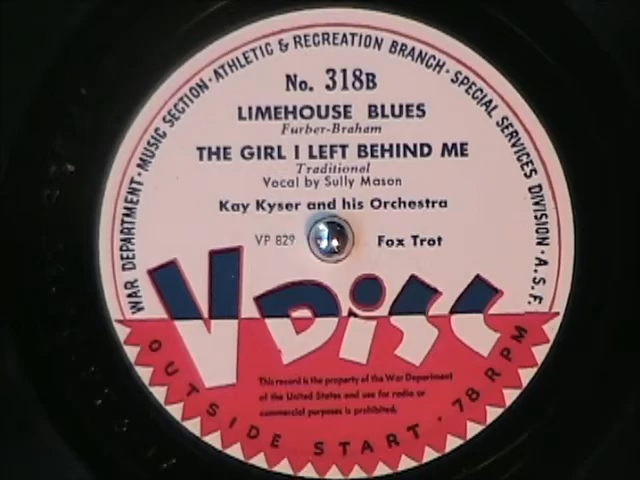 WAR DEPARTMENT · MUSIC SECTION · ATHLETIC & RECREATION BRANCH · SPECIAL SERVICES DIVISION · A.S.F.
No. 318B
LIMEHOUSE BLUES
Furber-Braham
THE GIRL I LEFT BEHIND ME
Traditional
Vocal by Sully Mason
Kay Kyser and his Orchestra
VP 829 Fox Trot
V DISC
This record is the property of the War Department
of the United States and use for radio or
commercial purposes is prohibited.
OUTSIDE START · 78 RPM